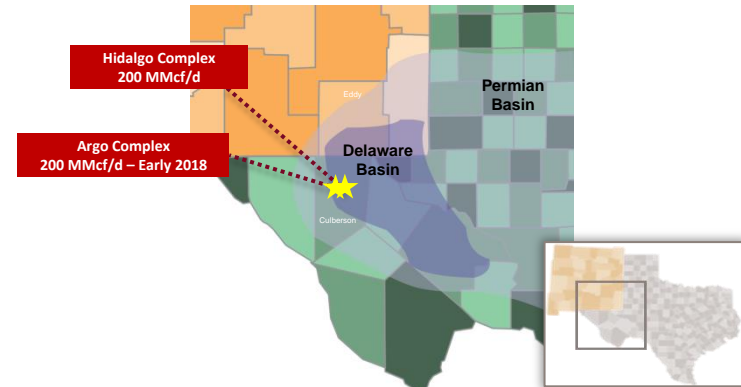 Hidalgo Complex
200 MMcf/d
Argo Complex
200 MMcf/d – Early 2018
Eddy
Permian
Basin
Delaware
Basin
Culberson